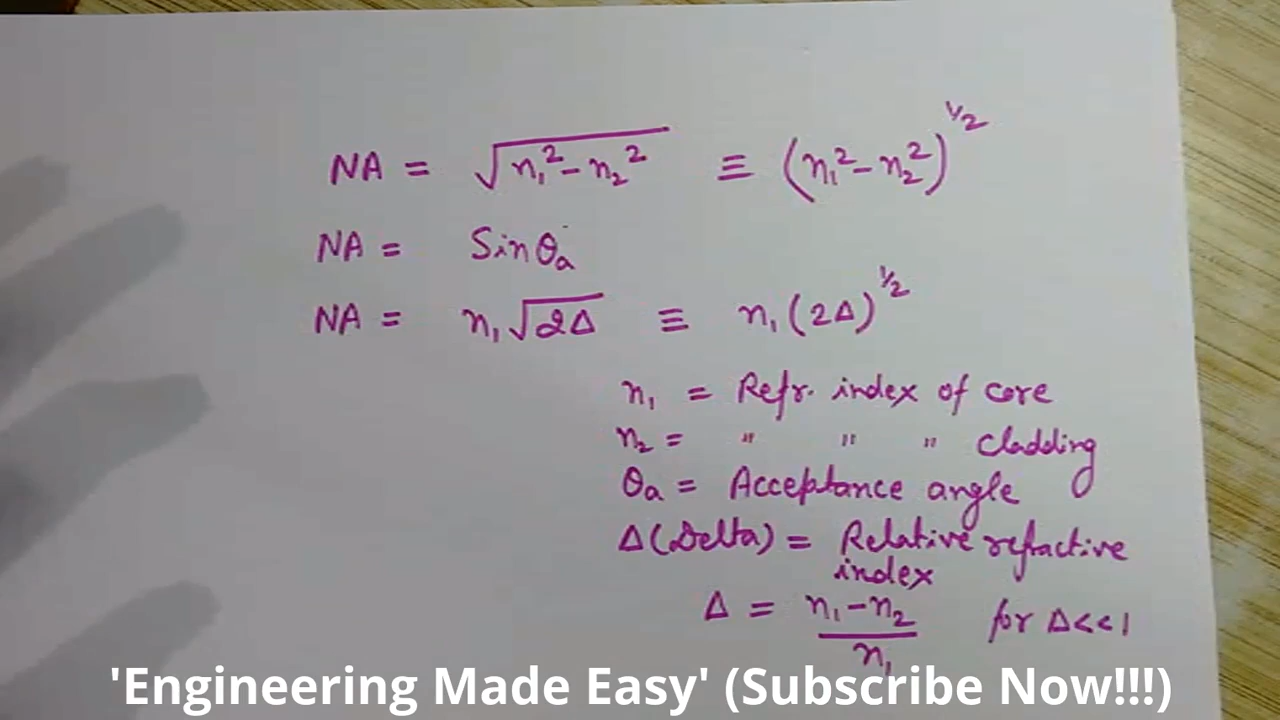 NA = √(n₁² − n₂²) ≡ (n₁² − n₂²)^1/2
NA = Sin θa
NA = n₁√2Δ ≡ n₁(2Δ)^1/2
n₁ = Refr. index of core
n₂ = " " " cladding
θa = Acceptance angle
Δ(Delta) = Relative refractive
index
Δ = n₁ − n₂ / n₁ for Δ<<1
'Engineering Made Easy' (Subscribe Now!!!)